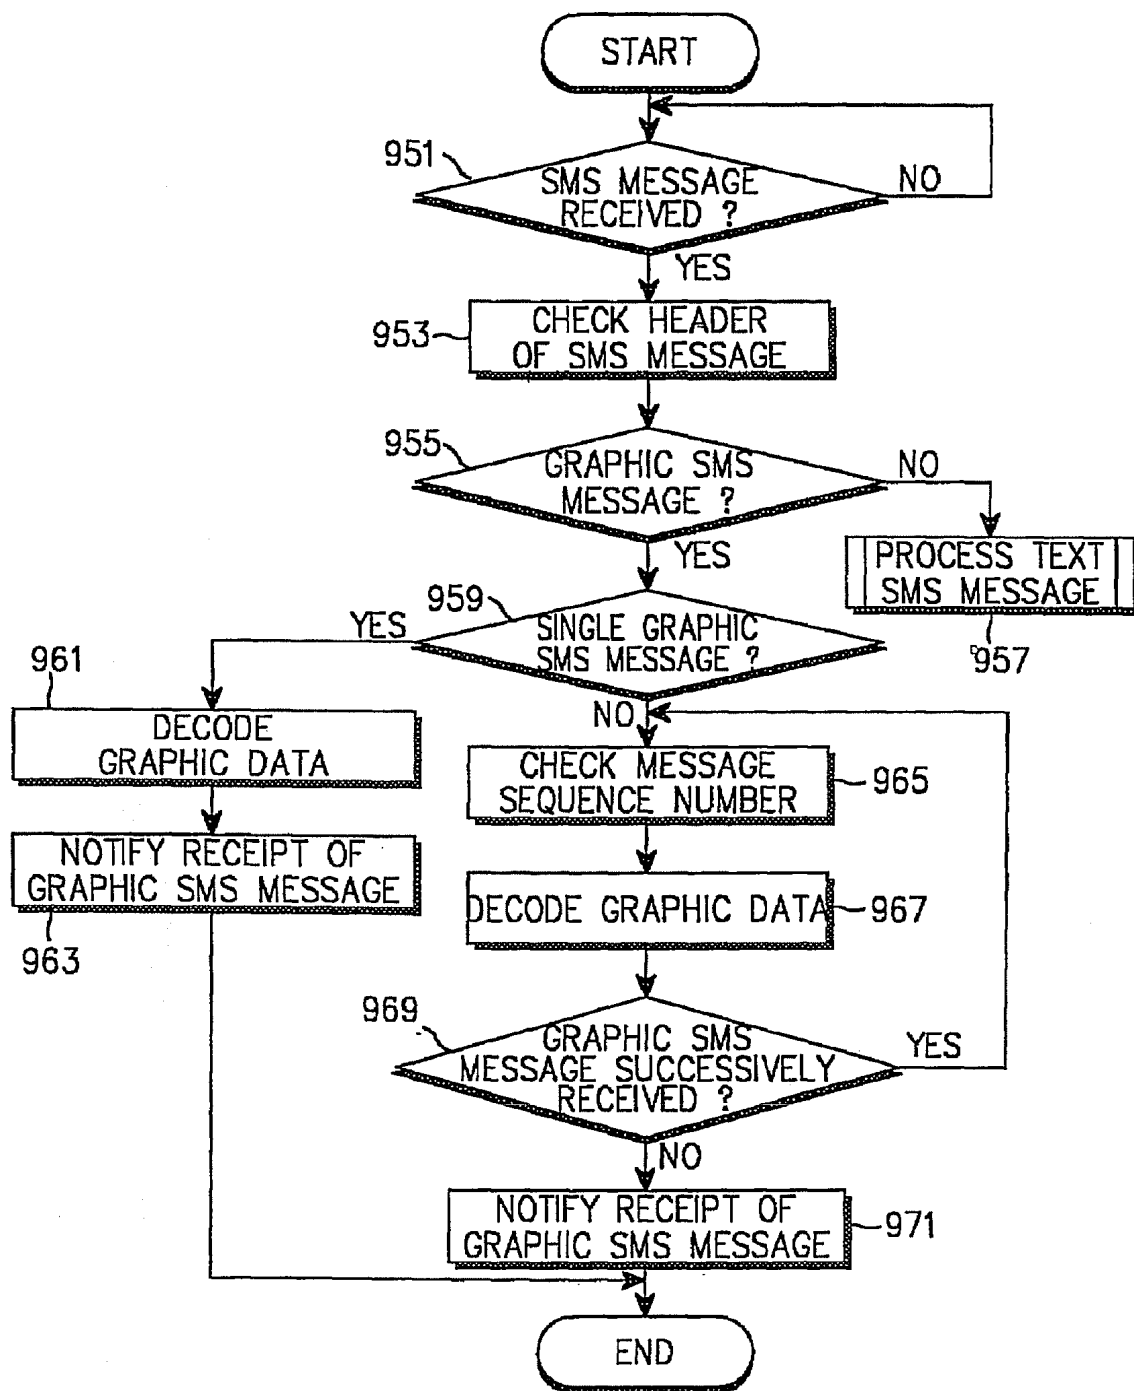 START
951
SMS MESSAGE
RECEIVED ?
NO
YES
953
CHECK HEADER
OF SMS MESSAGE
955
GRAPHIC SMS
MESSAGE ?
NO
YES
PROCESS TEXT
SMS MESSAGE
957
959
SINGLE GRAPHIC
SMS MESSAGE ?
YES
NO
961
DECODE
GRAPHIC DATA
NOTIFY RECEIPT OF
GRAPHIC SMS MESSAGE
963
CHECK MESSAGE
SEQUENCE NUMBER
965
DECODE GRAPHIC DATA
967
969
GRAPHIC SMS
MESSAGE SUCCESSIVELY
RECEIVED ?
YES
NO
NOTIFY RECEIPT OF
GRAPHIC SMS MESSAGE
971
END